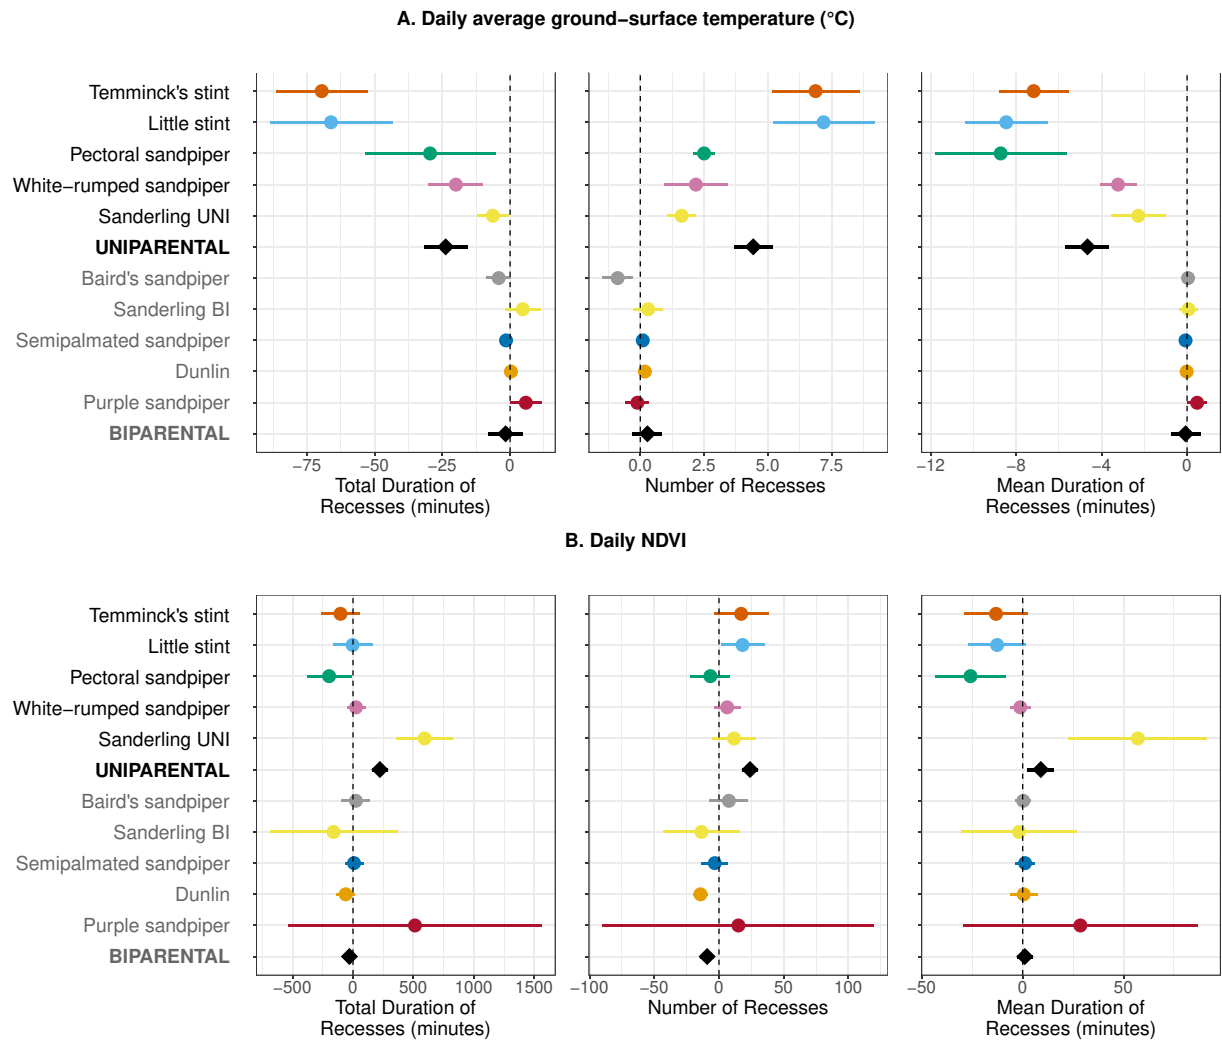 A. Daily average ground−surface temperature (°C)
Temminck's stint
Little stint
Pectoral sandpiper
White−rumped sandpiper
Sanderling UNI
UNIPARENTAL
Baird's sandpiper
Sanderling BI
Semipalmated sandpiper
Dunlin
Purple sandpiper
BIPARENTAL
−75 −50 −25 0
Total Duration of
Recesses (minutes)
0.0 2.5 5.0 7.5
Number of Recesses
−12 −8 −4 0
Mean Duration of
Recesses (minutes)
B. Daily NDVI
Temminck's stint
Little stint
Pectoral sandpiper
White−rumped sandpiper
Sanderling UNI
UNIPARENTAL
Baird's sandpiper
Sanderling BI
Semipalmated sandpiper
Dunlin
Purple sandpiper
BIPARENTAL
−500 0 500 1000 1500
Total Duration of
Recesses (minutes)
−100 −50 0 50 100
Number of Recesses
−50 0 50
Mean Duration of
Recesses (minutes)